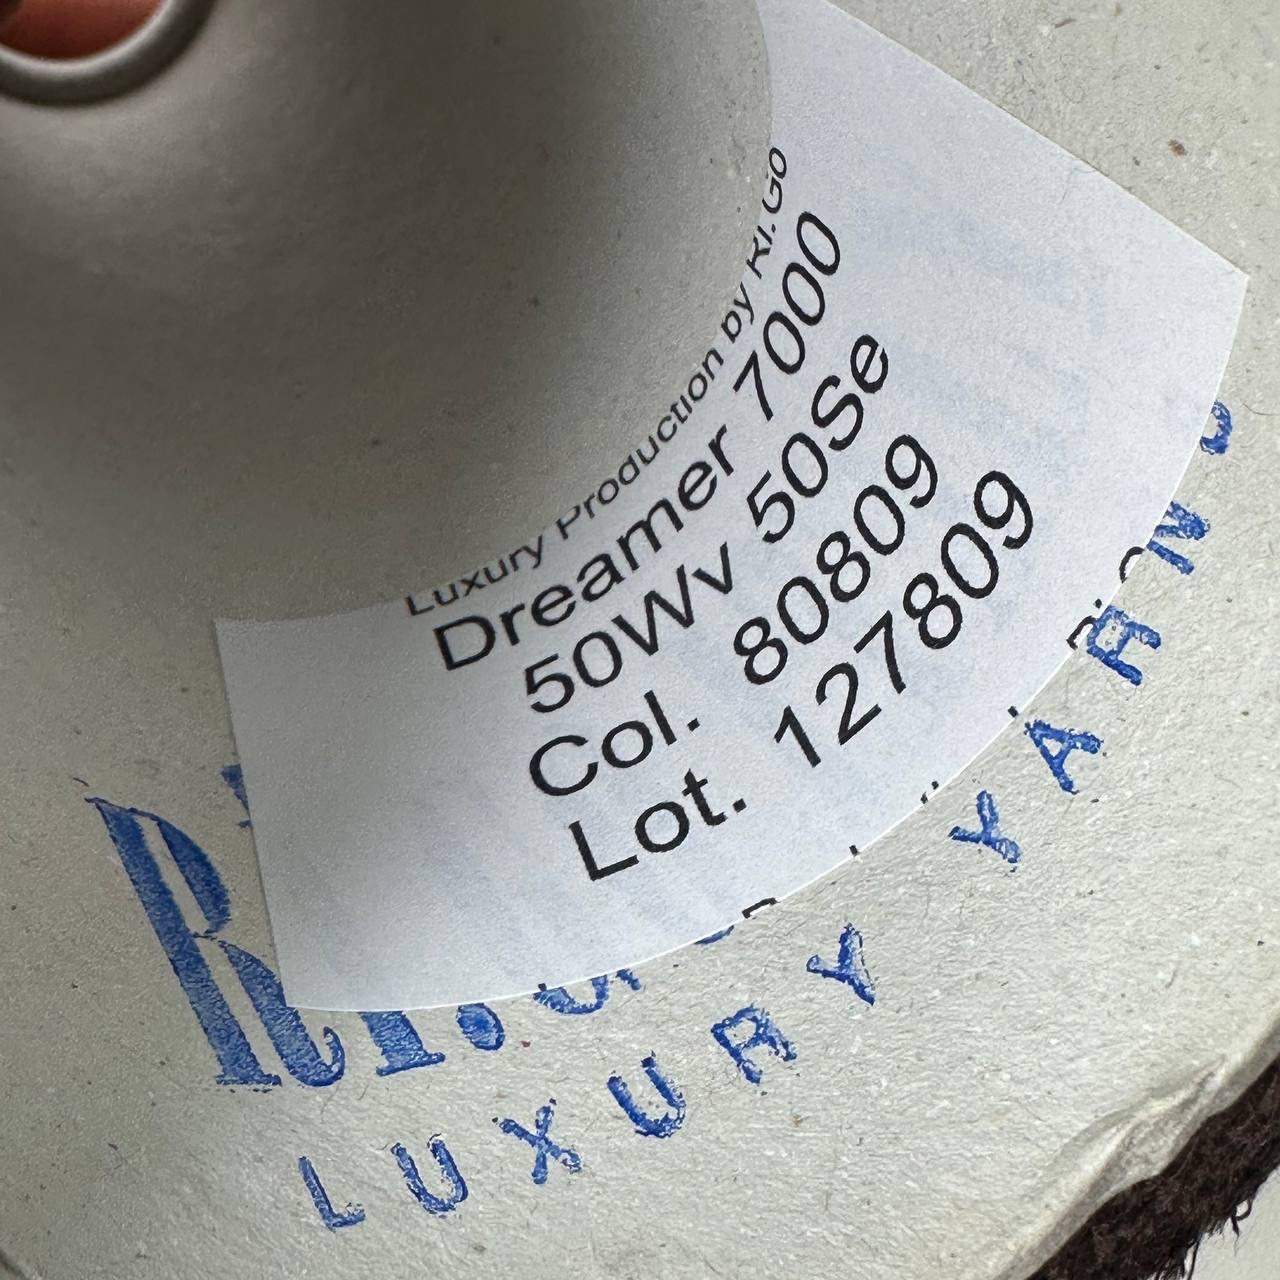 Luxury Production by Ri.Go
Dreamer 7000
50Wv 50Se
Col. 80809
Lot. 127809
LUXURY YARNS